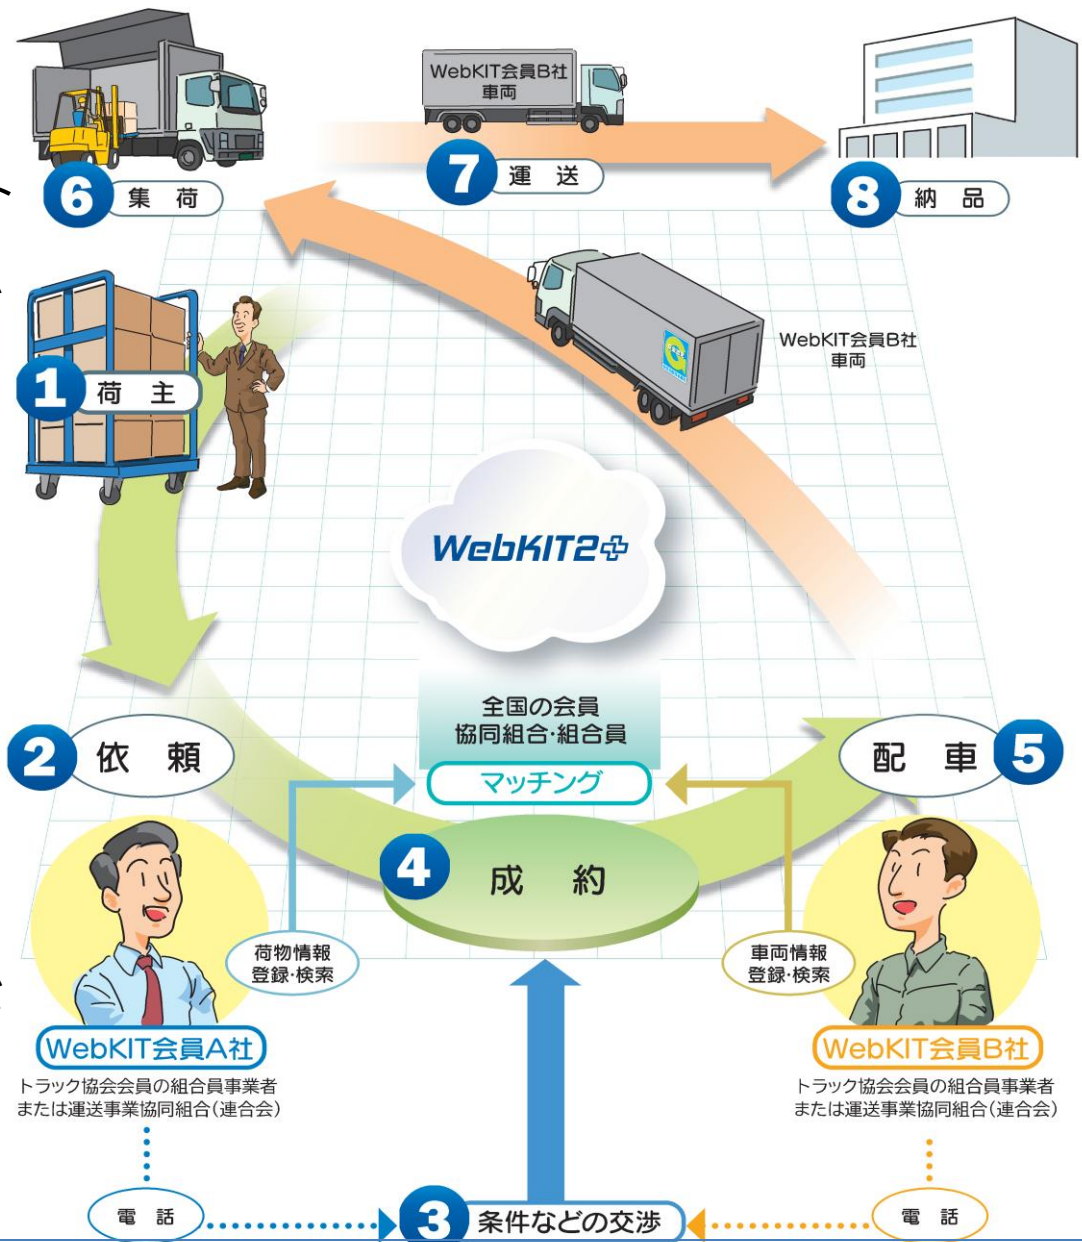 WebKIT会員B社
車両
6 集荷
7 運送
8 納品
WebKIT会員B社
車両
1 荷主
WebKIT2+
全国の会員
協同組合・組合員
マッチング
2 依頼
配車 5
4 成約
荷物情報
登録・検索
車両情報
登録・検索
WebKIT会員A社
トラック協会会員の組合員事業者
または運送事業協同組合(連合会)
WebKIT会員B社
トラック協会会員の組合員事業者
または運送事業協同組合(連合会)
電話
3 条件などの交渉
電話